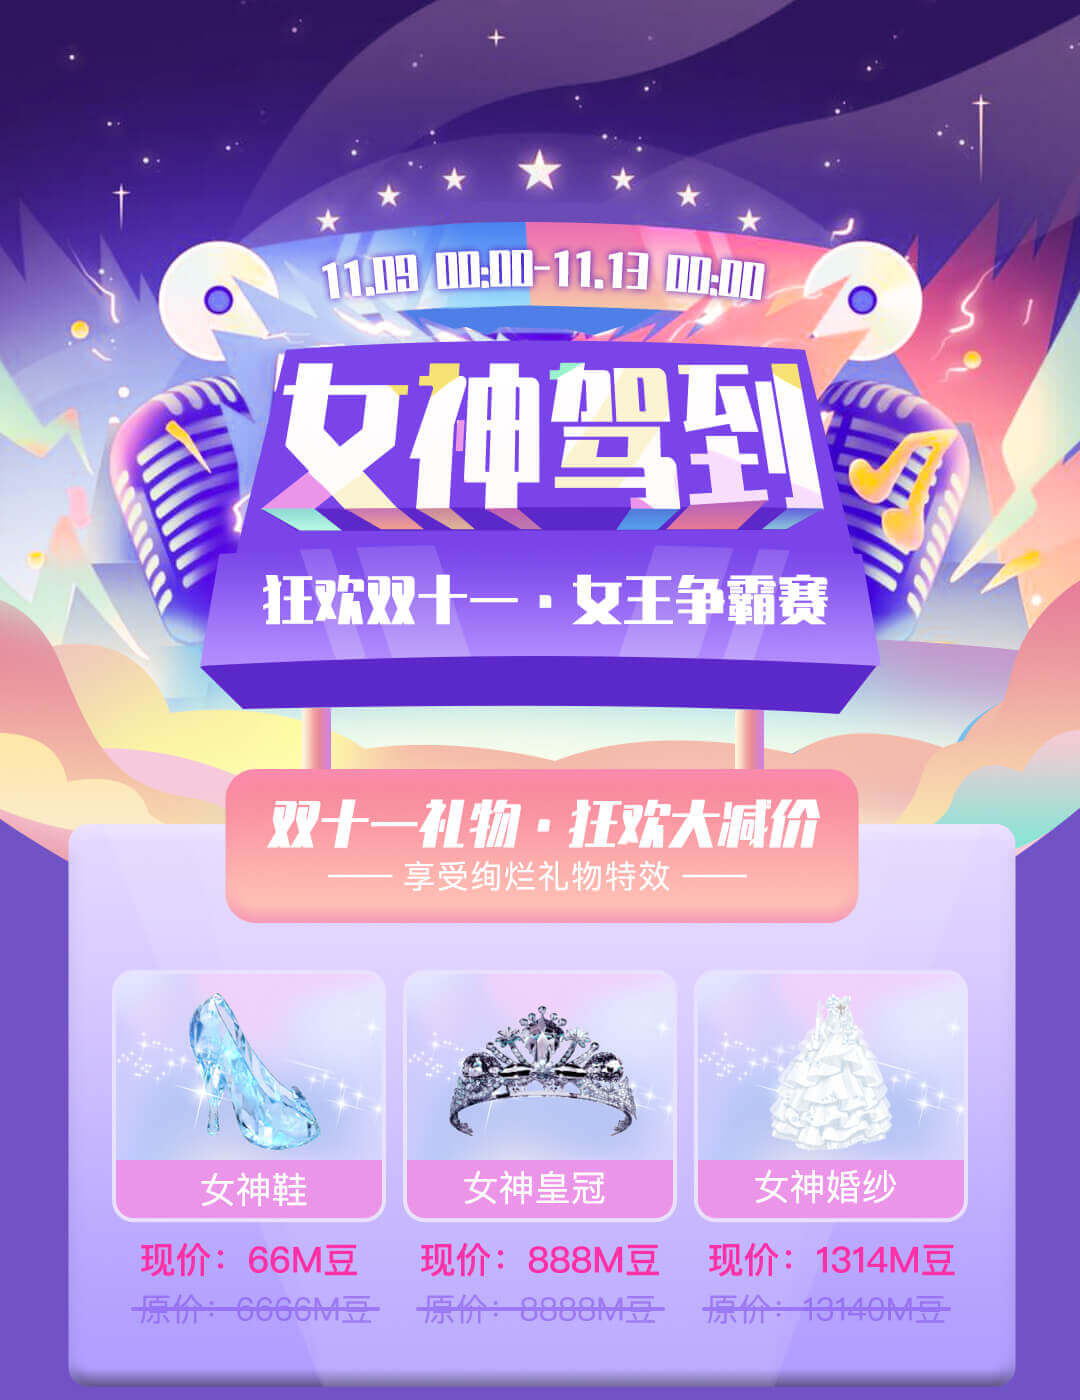 11.09 00:00-11.13 00:00
女神驾到
狂欢双十一·女王争霸赛
双十一礼物·狂欢大减价
享受绚烂礼物特效
女神鞋 女神皇冠 女神婚纱
现价：66M豆 现价：888M豆 现价：1314M豆
原价：6666M豆 原价：8888M豆 原价：13140M豆